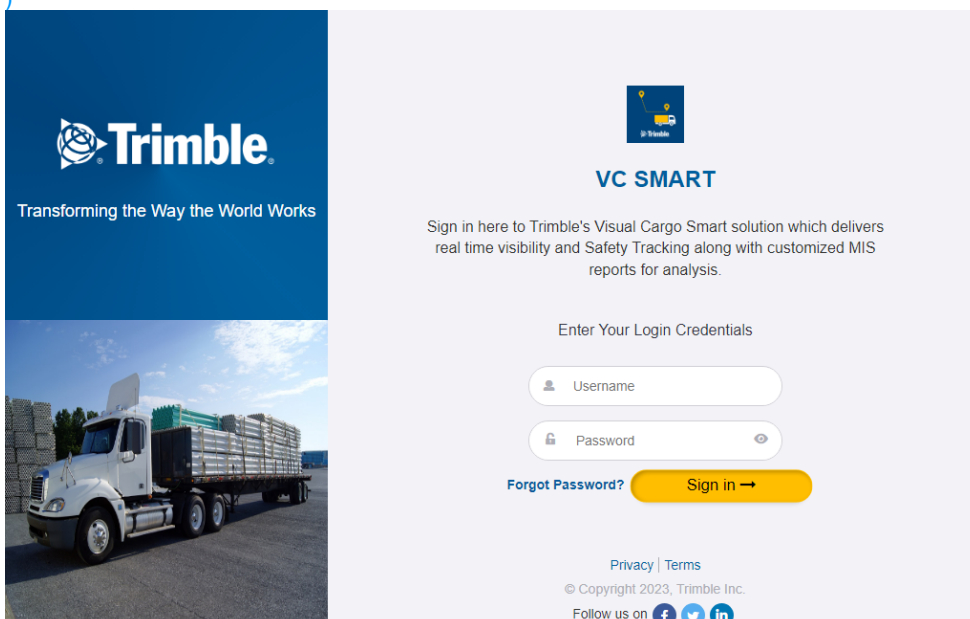 Trimble
Transforming the Way the World Works
Trimble
VC SMART
Sign in here to Trimble's Visual Cargo Smart solution which delivers
real time visibility and Safety Tracking along with customized MIS
reports for analysis.
Enter Your Login Credentials
Username
Password
Forgot Password? Sign in →
Privacy | Terms
© Copyright 2023, Trimble Inc.
Follow us on